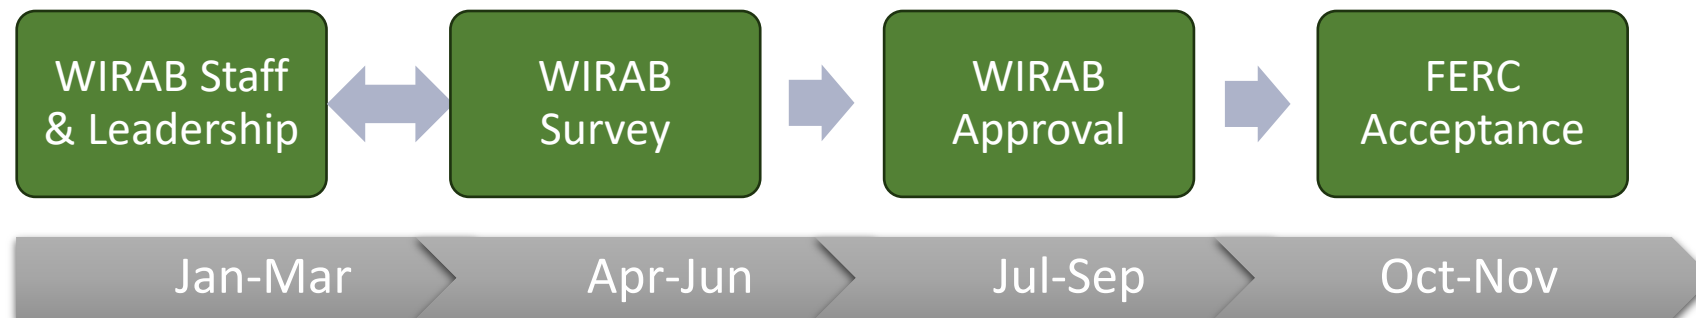 WIRAB Staff
& Leadership
WIRAB
Survey
WIRAB
Approval
FERC
Acceptance
Jan-Mar
Apr-Jun
Jul-Sep
Oct-Nov